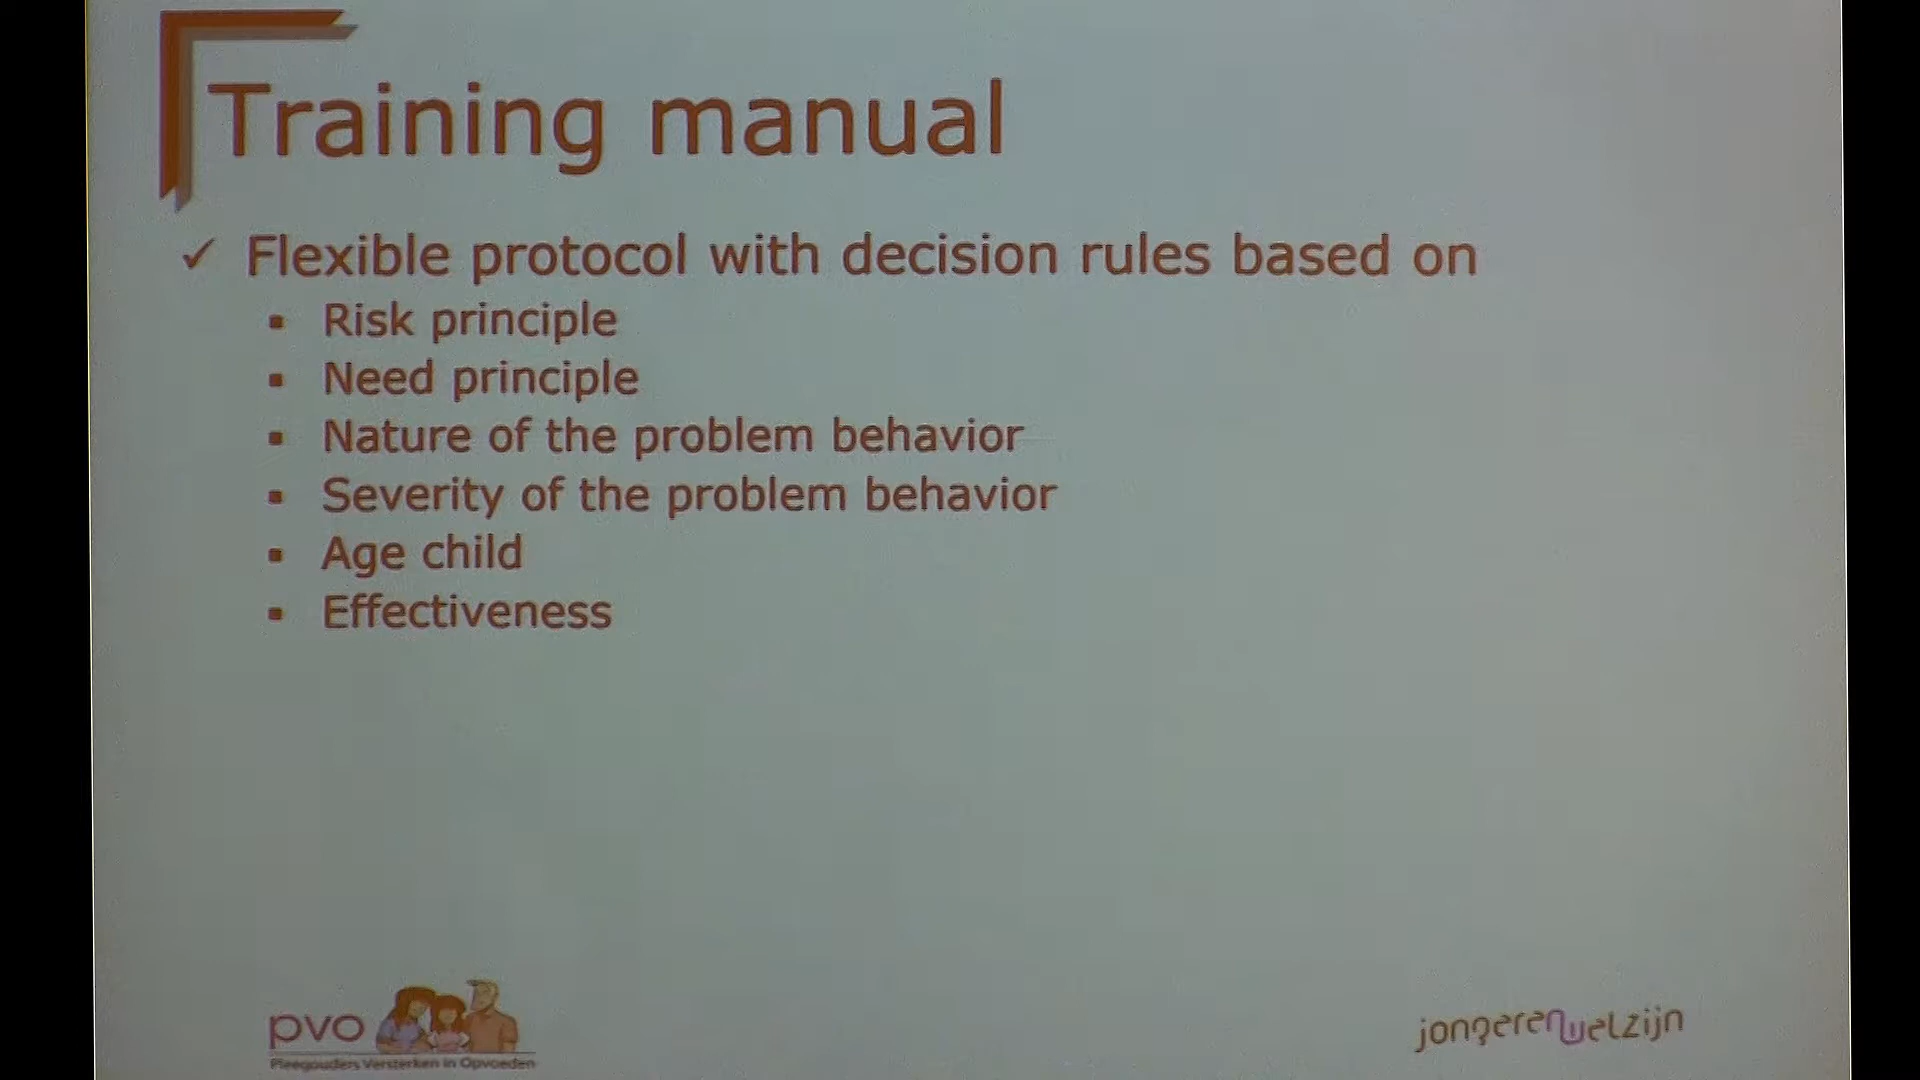 Training manual
✓ Flexible protocol with decision rules based on
▪ Risk principle
▪ Need principle
▪ Nature of the problem behavior
▪ Severity of the problem behavior
▪ Age child
▪ Effectiveness
pvo
Pleegouders Versterken in Opvoeden
jongerenwelzijn